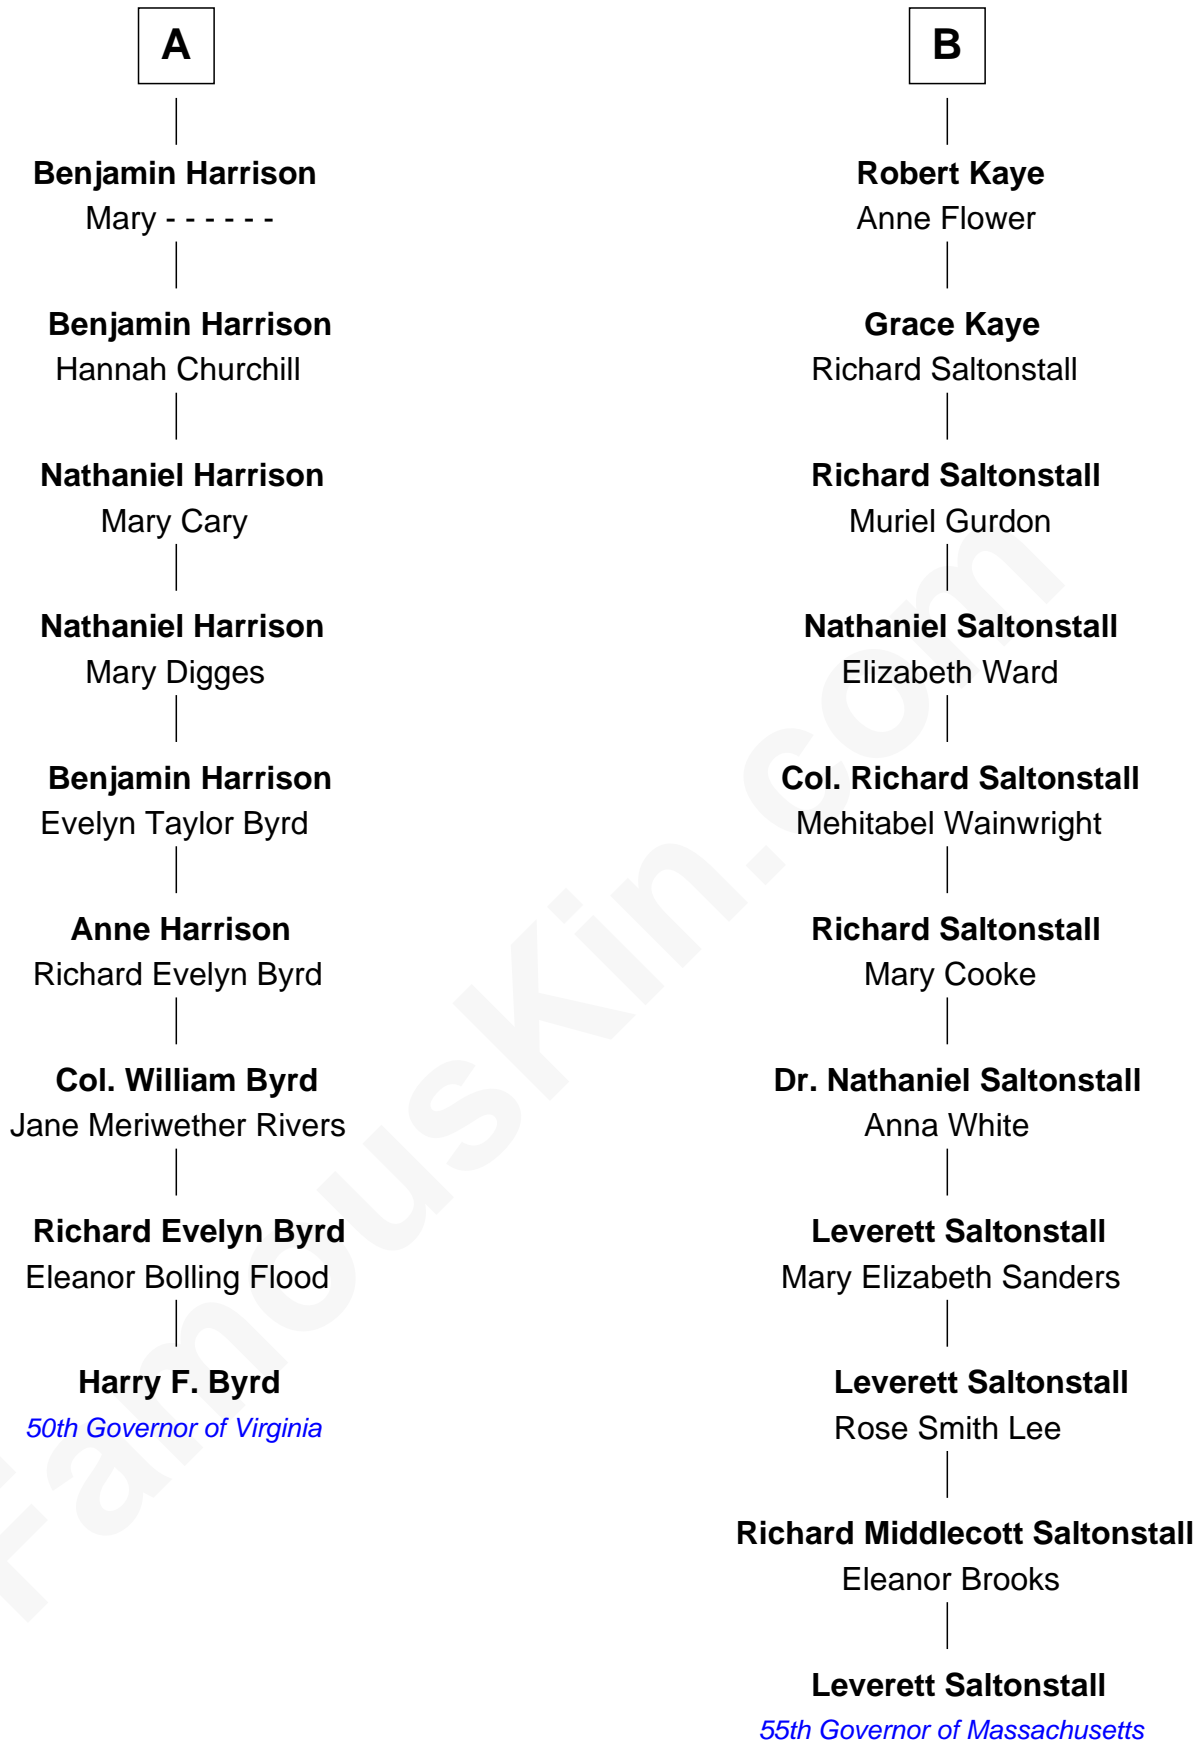 A
Benjamin Harrison
Mary - - - - - -
Benjamin Harrison
Hannah Churchill
Nathaniel Harrison
Mary Cary
Nathaniel Harrison
Mary Digges
Benjamin Harrison
Evelyn Taylor Byrd
Anne Harrison
Richard Evelyn Byrd
Col. William Byrd
Jane Meriwether Rivers
Richard Evelyn Byrd
Eleanor Bolling Flood
Harry F. Byrd
50th Governor of Virginia
B
Robert Kaye
Anne Flower
Grace Kaye
Richard Saltonstall
Richard Saltonstall
Muriel Gurdon
Nathaniel Saltonstall
Elizabeth Ward
Col. Richard Saltonstall
Mehitabel Wainwright
Richard Saltonstall
Mary Cooke
Dr. Nathaniel Saltonstall
Anna White
Leverett Saltonstall
Mary Elizabeth Sanders
Leverett Saltonstall
Rose Smith Lee
Richard Middlecott Saltonstall
Eleanor Brooks
Leverett Saltonstall
55th Governor of Massachusetts
FamousKin.com